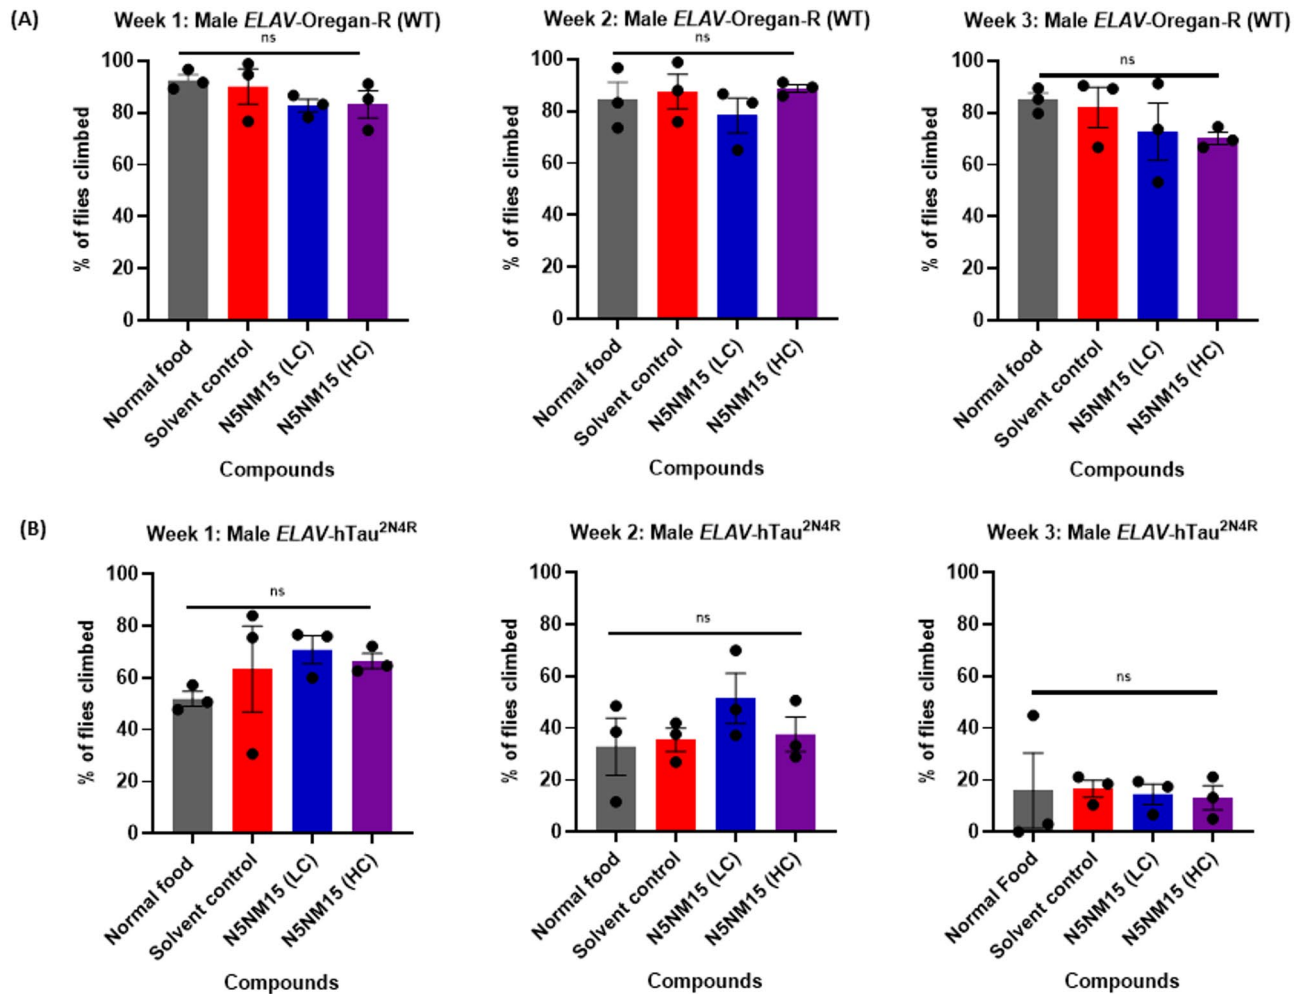 (A)
Week 1: Male ELAV-Oregan-R (WT)
ns
% of flies climbed
100
80
60
40
20
0
Normal food
Solvent control
N5NM15 (LC)
N5NM15 (HC)
Compounds
Week 2: Male ELAV-Oregan-R (WT)
ns
% of flies climbed
100
80
60
40
20
0
Normal food
Solvent control
N5NM15 (LC)
N5NM15 (HC)
Compounds
Week 3: Male ELAV-Oregan-R (WT)
ns
% of flies climbed
100
80
60
40
20
0
Normal food
Solvent control
N5NM15 (LC)
N5NM15 (HC)
Compounds
(B)
Week 1: Male ELAV-hTau2N4R
ns
% of flies climbed
100
80
60
40
20
0
Normal food
Solvent control
N5NM15 (LC)
N5NM15 (HC)
Compounds
Week 2: Male ELAV-hTau2N4R
ns
% of flies climbed
100
80
60
40
20
0
Normal food
Solvent control
N5NM15 (LC)
N5NM15 (HC)
Compounds
Week 3: Male ELAV-hTau2N4R
ns
% of flies climbed
100
80
60
40
20
0
Normal Food
Solvent control
N5NM15 (LC)
N5NM15 (HC)
Compounds